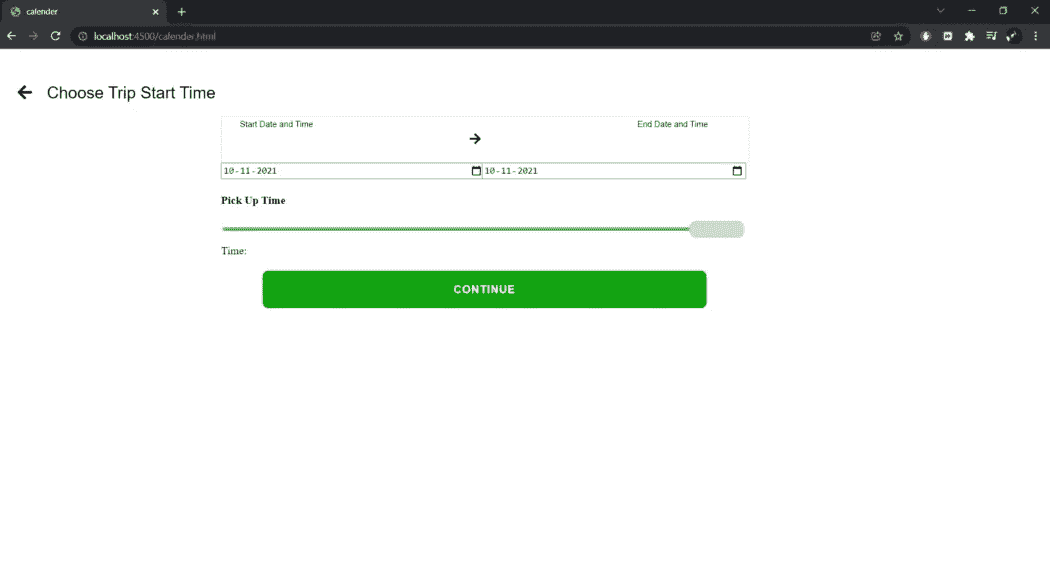 calender
localhost:4500/calender.html
Choose Trip Start Time
Start Date and Time
End Date and Time
10-11-2021
10-11-2021
Pick Up Time
Time:
CONTINUE